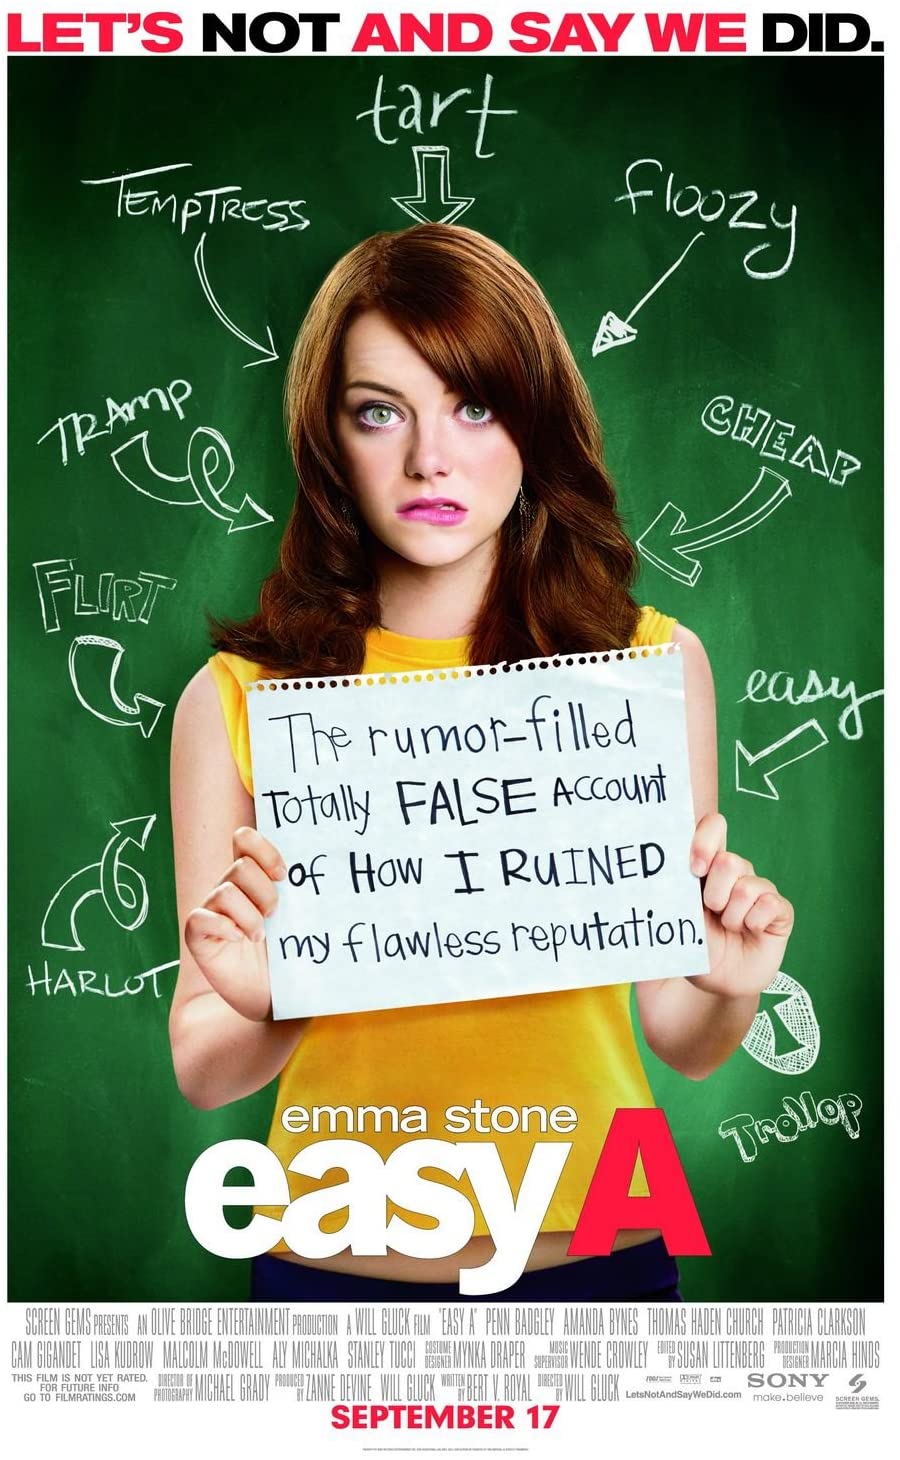 LET'S NOT AND SAY WE DID.
tart
TEMPTRESS
floozy
TRAMP
CHEAP
FLIRT
easy
The rumor-filled
Totally FALSE Account
of How I RUINED
my flawless reputation.
HARLOT
Trollop
emma stone
easy A
SCREEN GEMS PRESENTS AN OLIVE BRIDGE ENTERTAINMENT PRODUCTION A WILL GLUCK FILM "EASY A" PENN BADGLEY AMANDA BYNES THOMAS HADEN CHURCH PATRICIA CLARKSON
CAM GIGANDET LISA KUDROW MALCOLM McDOWELL ALY MICHALKA STANLEY TUCCI COSTUME DESIGNER MYNKA DRAPER MUSIC SUPERVISOR WENDE CROWLEY EDITED BY SUSAN LITTENBERG PRODUCTION DESIGNER MARCIA HINDS
THIS FILM IS NOT YET RATED.
FOR FUTURE INFO
GO TO FILMRATINGS.COM
DIRECTOR OF PHOTOGRAPHY MICHAEL GRADY PRODUCED BY ZANNE DEVINE WILL GLUCK WRITTEN BY BERT V. ROYAL DIRECTED BY WILL GLUCK
LetsNotAndSayWeDid.com
SONY
make.believe
SCREEN GEMS
SEPTEMBER 17